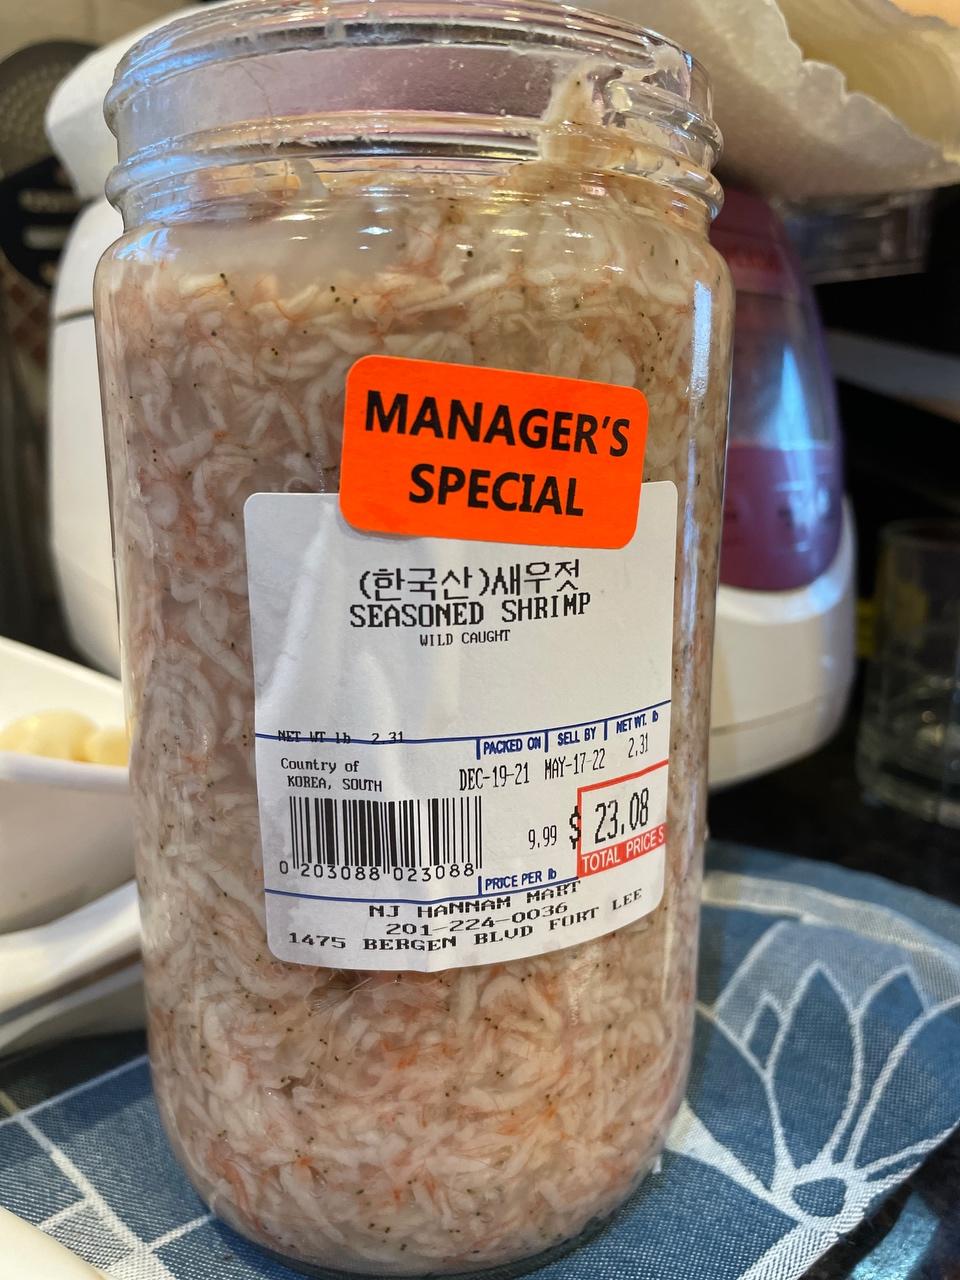 MANAGER'S
SPECIAL
(한국산)새우젓
SEASONED SHRIMP
WILD CAUGHT
NET WT lb 2.31
PACKED ON SELL BY NET WT. lb
Country of
KOREA, SOUTH
DEC-19-21 MAY-17-22 2.31
9.99 $ 23.08
TOTAL PRICE $
0 203088 023088
PRICE PER lb
NJ HANNAM MART
201-224-0036
1475 BERGEN BLVD FORT LEE